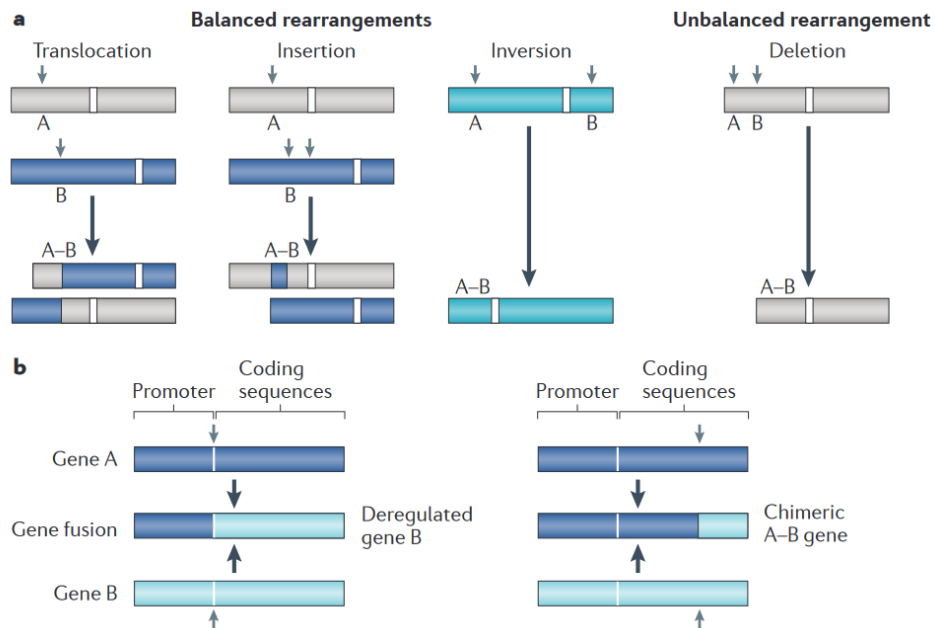 a
Balanced rearrangements
Unbalanced rearrangement
Translocation
Insertion
Inversion
Deletion
A
A
A
B
A B
B
B
A–B
A–B
A–B
A–B
b
Promoter
Coding
sequences
Promoter
Coding
sequences
Gene A
Gene fusion
Deregulated
gene B
Chimeric
A–B gene
Gene B